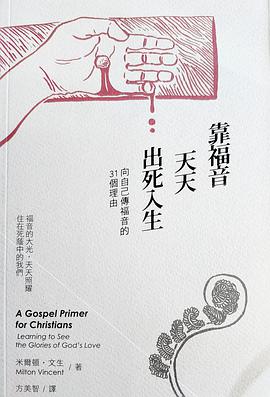 靠福音
天天
出死入生
向自己傳福音的
31個理由
福音的大光，天天照耀
住在死蔭中的我們
A Gospel Primer
for Christians
Learning to See
the Glories of God's Love
米爾頓・文生
Milton Vincent
／著
方美智／譯